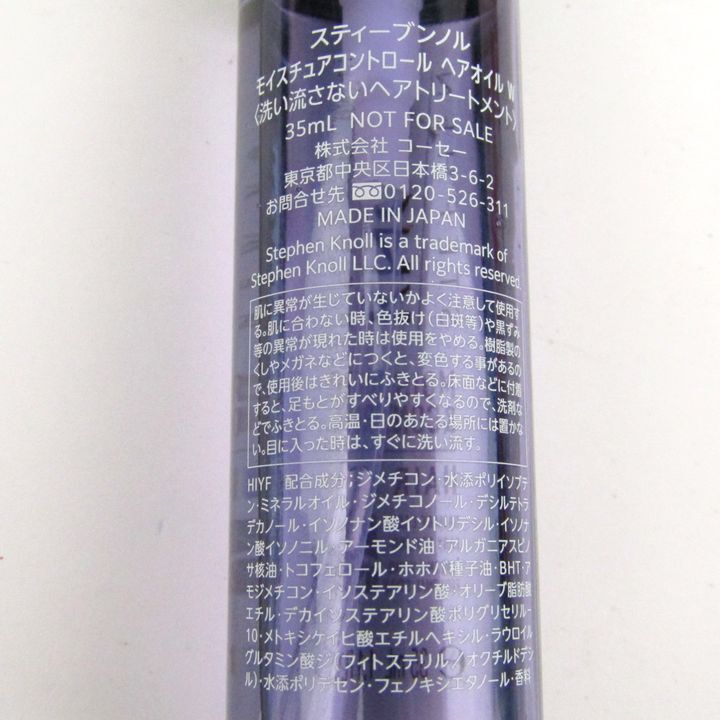 スティーブンノル
モイスチュアコントロール ヘアオイル W
〈洗い流さないヘアトリートメント〉
35mL NOT FOR SALE
株式会社 コーセー
東京都中央区日本橋3-6-2
お問合せ先 0120-526-311
MADE IN JAPAN
Stephen Knoll is a trademark of
Stephen Knoll LLC. All rights reserved.
肌に異常が生じていないかよく注意して使用す
る。肌に合わない時、色抜け(白斑等)や黒ずみ
等の異常が現れた時は使用をやめる。樹脂製の
くしやメガネなどにつくと、変色する事があるの
で、使用後はきれいにふきとる。床面などに付着
すると、足もとがすべりやすくなるので、洗剤な
どでふきとる。高温・日のあたる場所には置かな
い。目に入った時は、すぐに洗い流す。
HIYF 配合成分;ジメチコン・水添ポリイソブテ
ン・ミネラルオイル・ジメチコノール・デシルテトラ
デカノール・イソノナン酸イソトリデシル・イソノナ
ン酸イソノニル・アーモンド油・アルガニアスピノ
サ核油・トコフェロール・ホホバ種子油・BHT・ア
モジメチコン・イソステアリン酸・オリーブ脂肪酸
エチル・デカイソステアリン酸ポリグリセリル－
10・メトキシケイヒ酸エチルヘキシル・ラウロイル
グルタミン酸ジ(フィトステリル/オクチルドデシ
ル)・水添ポリデセン・フェノキシエタノール・香料